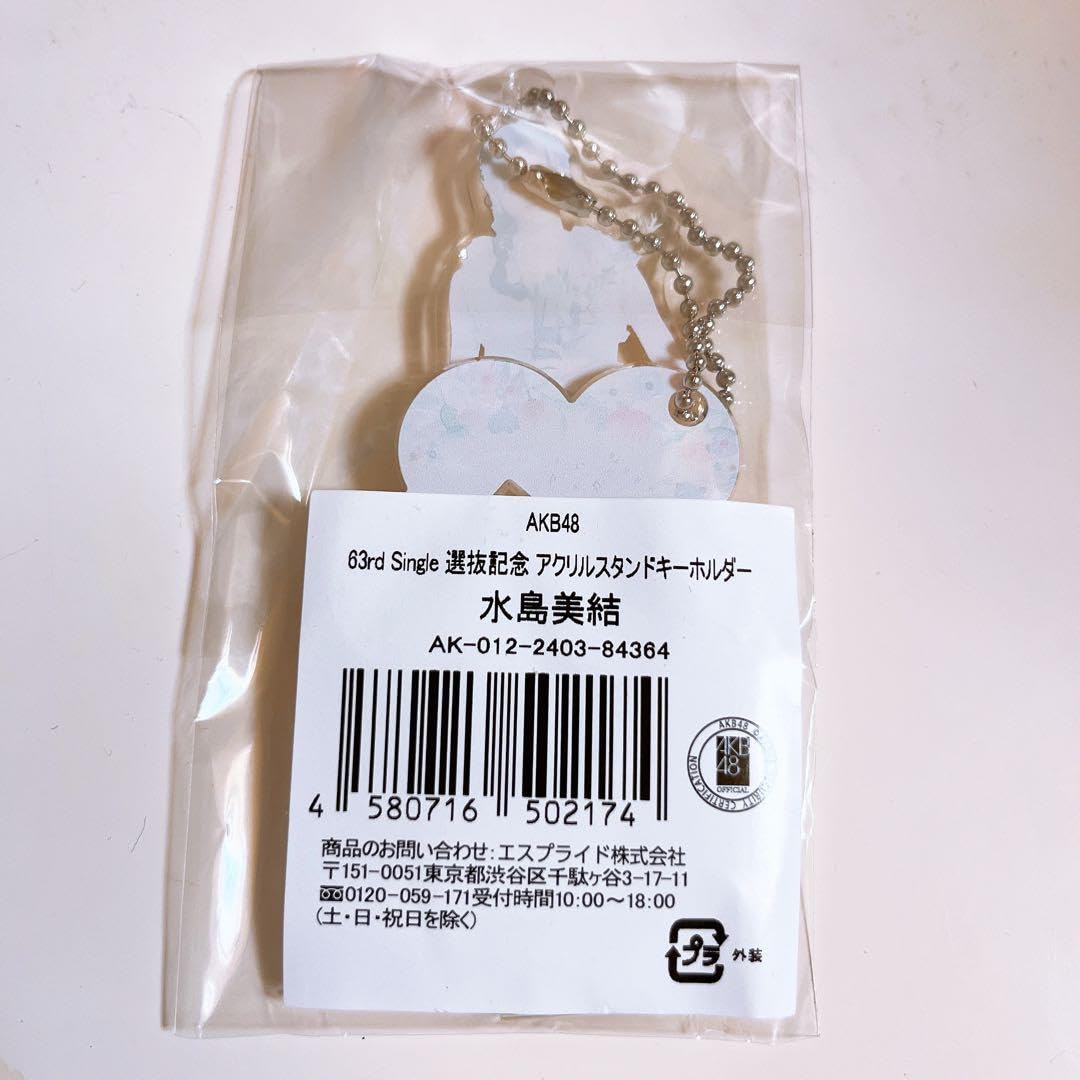 AKB48
63rd Single 選抜記念 アクリルスタンドキーホルダー
水島美結
AK-012-2403-84364
4 580716 502174
AKB48
CERTIFICATION
AKB
48
OFFICIAL
商品のお問い合わせ:エスプライド株式会社
〒151-0051東京都渋谷区千駄ヶ谷3-17-11
0120-059-171受付時間10:00～18:00
(土・日・祝日を除く)
プラ 外装